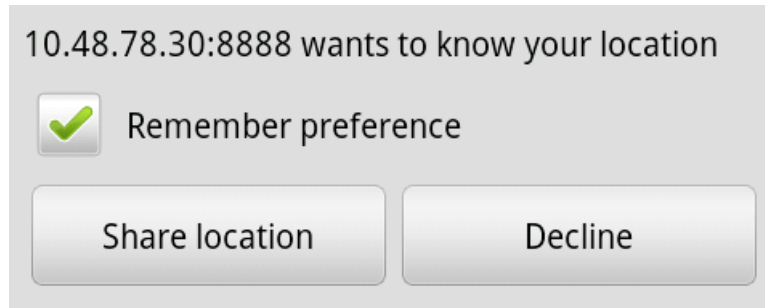 10.48.78.30:8888 wants to know your location
Remember preference
Share location
Decline